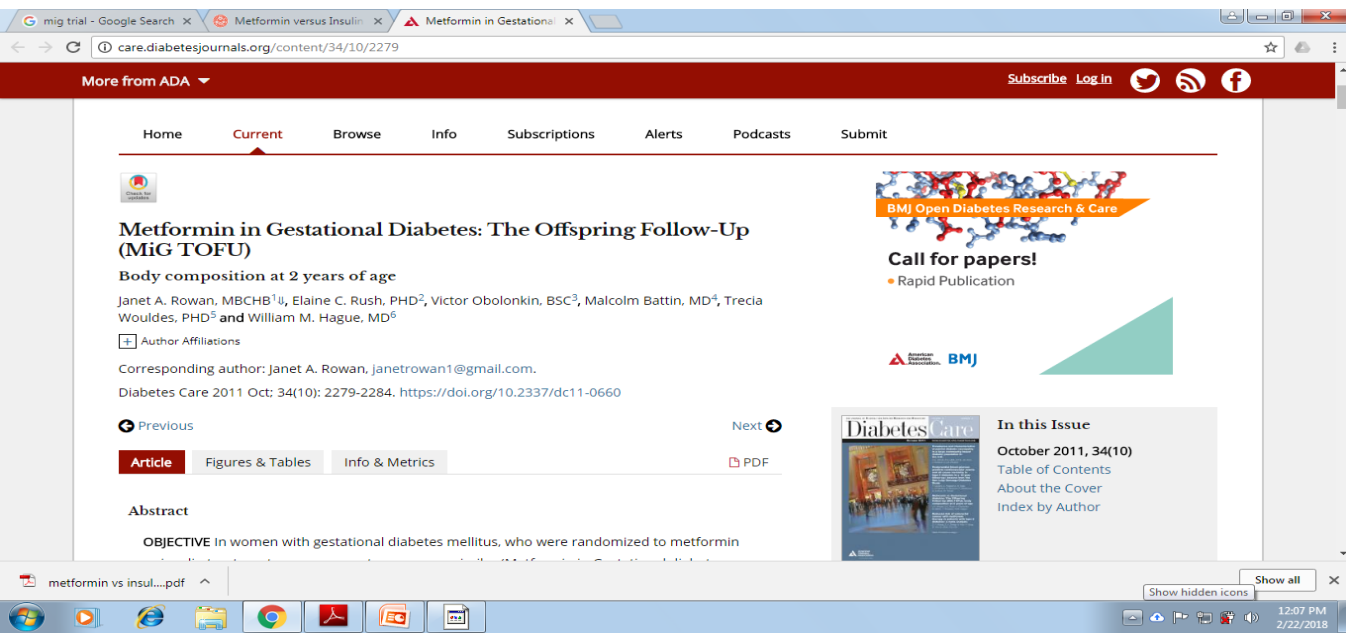 mig trial - Google Search
Metformin versus Insulin
Metformin in Gestational
care.diabetesjournals.org/content/34/10/2279
More from ADA
Subscribe Log in
Home Current Browse Info Subscriptions Alerts Podcasts Submit
Check for updates
Metformin in Gestational Diabetes: The Offspring Follow-Up
(MiG TOFU)
Body composition at 2 years of age
Janet A. Rowan, MBCHB1⇓, Elaine C. Rush, PHD2, Victor Obolonkin, BSC3, Malcolm Battin, MD4, Trecia
Wouldes, PHD5 and William M. Hague, MD6
+ Author Affiliations
Corresponding author: Janet A. Rowan, janetrowan1@gmail.com.
Diabetes Care 2011 Oct; 34(10): 2279-2284. https://doi.org/10.2337/dc11-0660
Previous Next
Article Figures & Tables Info & Metrics PDF
Abstract
OBJECTIVE In women with gestational diabetes mellitus, who were randomized to metformin
BMJ Open Diabetes Research & Care
Call for papers!
• Rapid Publication
American Diabetes Association. BMJ
Diabetes Care
In this Issue
October 2011, 34(10)
Table of Contents
About the Cover
Index by Author
metformin vs insul....pdf
Show all
Show hidden icons
12:07 PM
2/22/2018